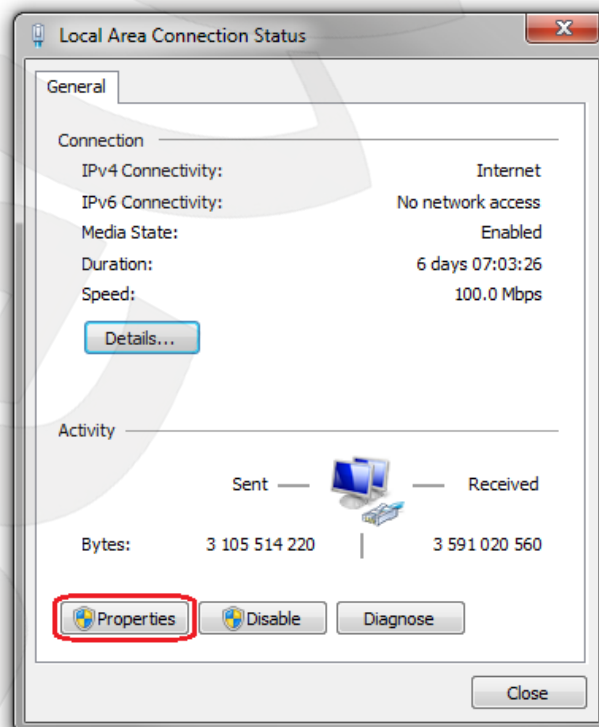 Local Area Connection Status
General
Connection
IPv4 Connectivity: Internet
IPv6 Connectivity: No network access
Media State: Enabled
Duration: 6 days 07:03:26
Speed: 100.0 Mbps
Details...
Activity
Sent Received
Bytes: 3 105 514 220 3 591 020 560
Properties Disable Diagnose
Close